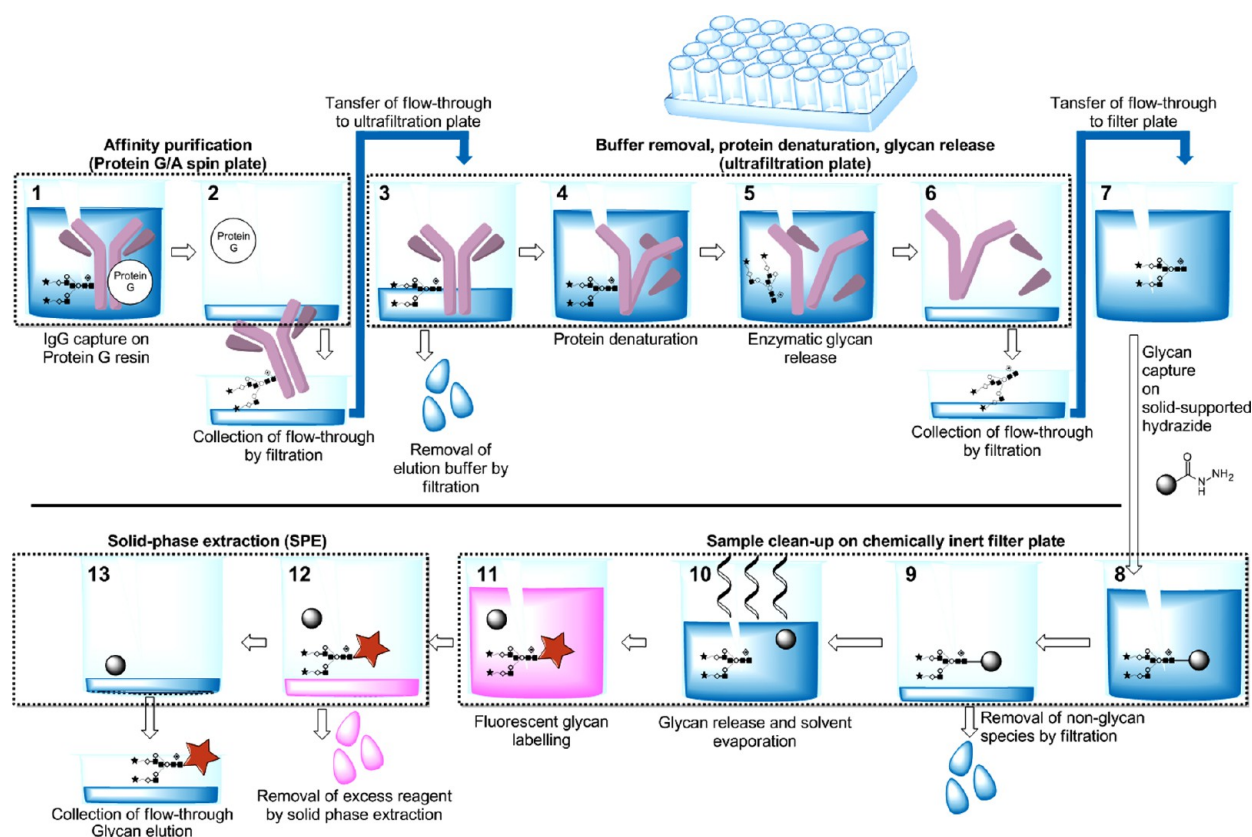 Tansfer of flow-through
to ultrafiltration plate
Tansfer of flow-through
to filter plate
Affinity purification
(Protein G/A spin plate)
Buffer removal, protein denaturation, glycan release
(ultrafiltration plate)
1
2
3
4
5
6
7
Protein
G
Protein
G
IgG capture on
Protein G resin
Protein denaturation
Enzymatic glycan
release
Collection of flow-through
by filtration
Removal of
elution buffer by
filtration
Collection of flow-through
by filtration
Glycan
capture
on
solid-supported
hydrazide
O
NH2
N
H
Solid-phase extraction (SPE)
Sample clean-up on chemically inert filter plate
13
12
11
10
9
8
Fluorescent glycan
labelling
Glycan release and solvent
evaporation
Removal of non-glycan
species by filtration
Collection of flow-through
Glycan elution
Removal of excess reagent
by solid phase extraction